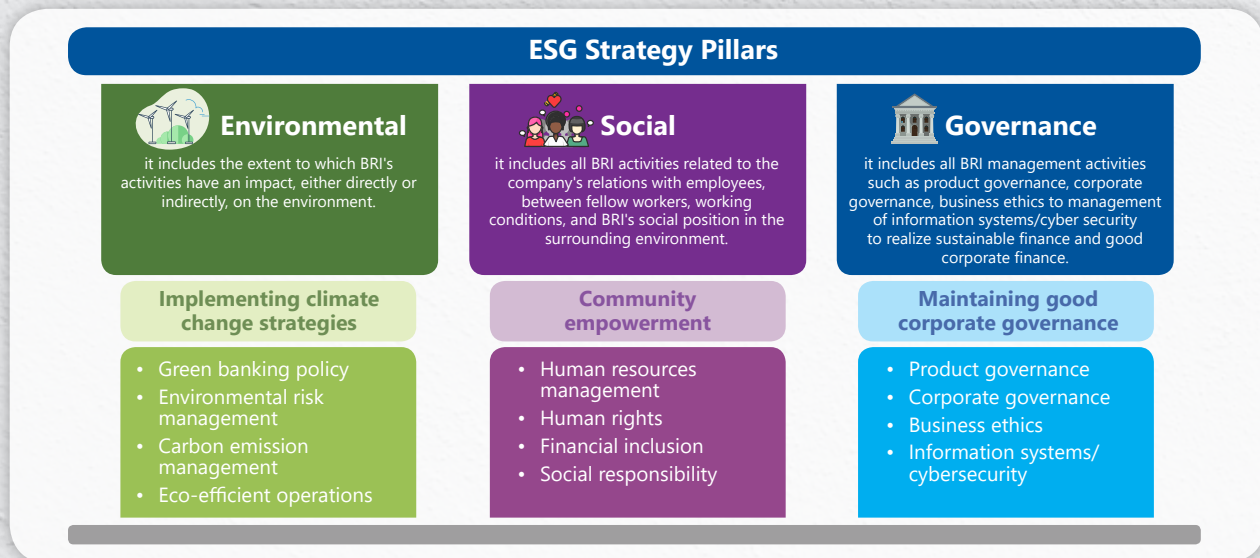 ESG Strategy Pillars
Environmental
it includes the extent to which BRI's
activities have an impact, either directly or
indirectly, on the environment.
Implementing climate
change strategies
• Green banking policy
• Environmental risk
management
• Carbon emission
management
• Eco-efficient operations
Social
it includes all BRI activities related to the
company's relations with employees,
between fellow workers, working
conditions, and BRI's social position in the
surrounding environment.
Community
empowerment
• Human resources
management
• Human rights
• Financial inclusion
• Social responsibility
Governance
it includes all BRI management activities
such as product governance, corporate
governance, business ethics to management
of information systems/cyber security
to realize sustainable finance and good
corporate finance.
Maintaining good
corporate governance
• Product governance
• Corporate governance
• Business ethics
• Information systems/
cybersecurity